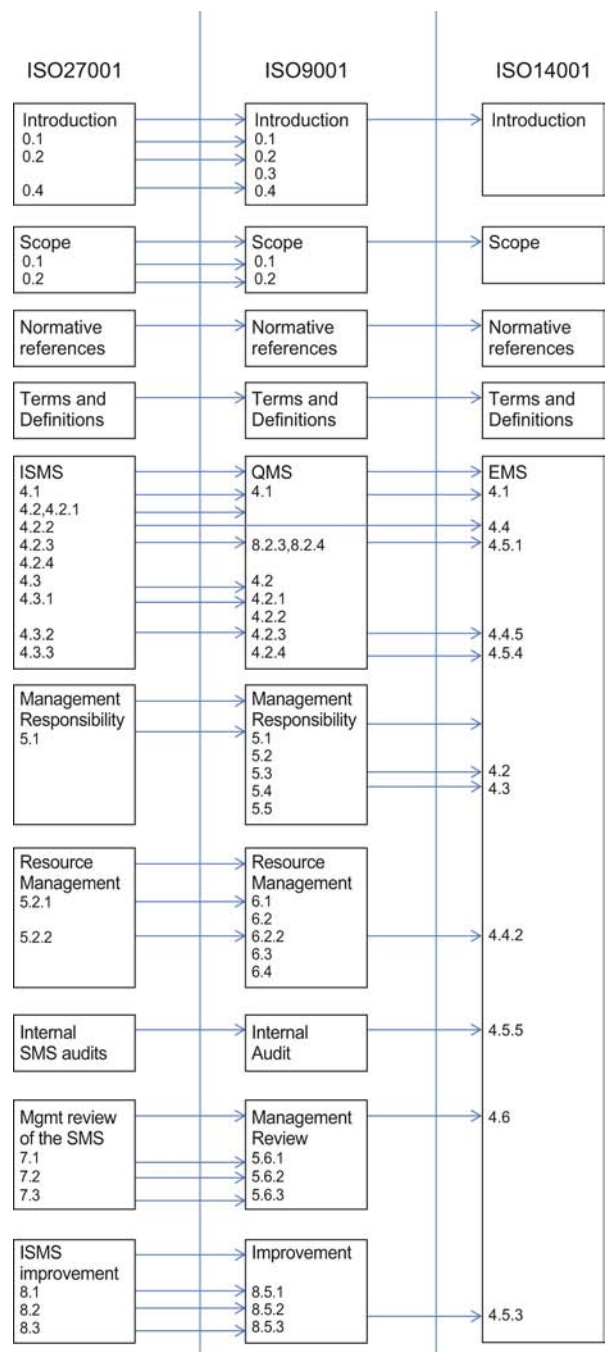 ISO27001
ISO9001
ISO14001
Introduction
0.1
0.2
0.4
Introduction
0.1
0.2
0.3
0.4
Introduction
Scope
0.1
0.2
Scope
0.1
0.2
Scope
Normative
references
Normative
references
Normative
references
Terms and
Definitions
Terms and
Definitions
Terms and
Definitions
ISMS
4.1
4.2,4.2.1
4.2.2
4.2.3
4.2.4
4.3
4.3.1
4.3.2
4.3.3
QMS
4.1
8.2.3,8.2.4
4.2
4.2.1
4.2.2
4.2.3
4.2.4
EMS
4.1
4.4
4.5.1
4.4.5
4.5.4
Management
Responsibility
5.1
Management
Responsibility
5.1
5.2
5.3
5.4
5.5
4.2
4.3
Resource
Management
5.2.1
5.2.2
Resource
Management
6.1
6.2
6.2.2
6.3
6.4
4.4.2
Internal
SMS audits
Internal
Audit
4.5.5
Mgmt review
of the SMS
7.1
7.2
7.3
Management
Review
5.6.1
5.6.2
5.6.3
4.6
ISMS
improvement
8.1
8.2
8.3
Improvement
8.5.1
8.5.2
8.5.3
4.5.3